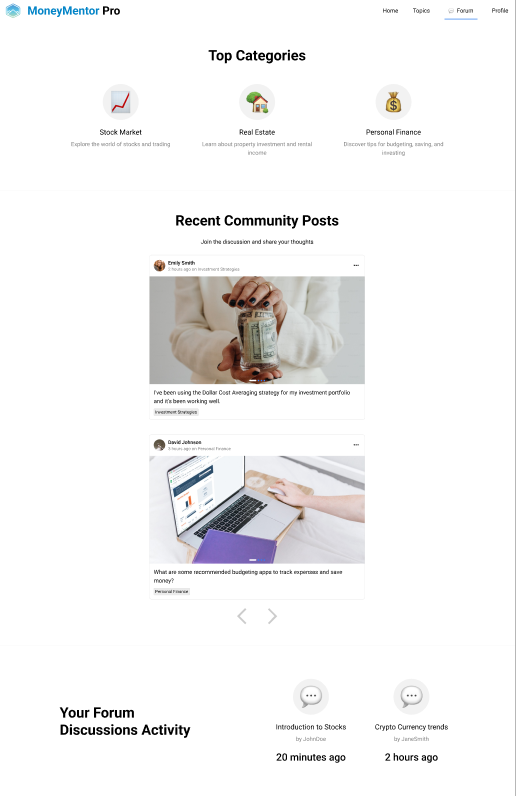 MoneyMentor Pro
Home Topics Forum Profile
Top Categories
Stock Market
Explore the world of stocks and trading
Real Estate
Learn about property investment and rental
income
Personal Finance
Discover tips for budgeting, saving, and
investing
Recent Community Posts
Join the discussion and share your thoughts
Emily Smith
3 hours ago on Investment Strategies
I've been using the Dollar Cost Averaging strategy for my investment portfolio
and it's been working well.
Investment Strategies
David Johnson
5 hours ago on Personal Finance
What are some recommended budgeting apps to track expenses and save
money?
Personal Finance
Your Forum
Discussions Activity
Introduction to Stocks
by JohnDoe
20 minutes ago
Crypto Currency trends
by JaneSmith
2 hours ago